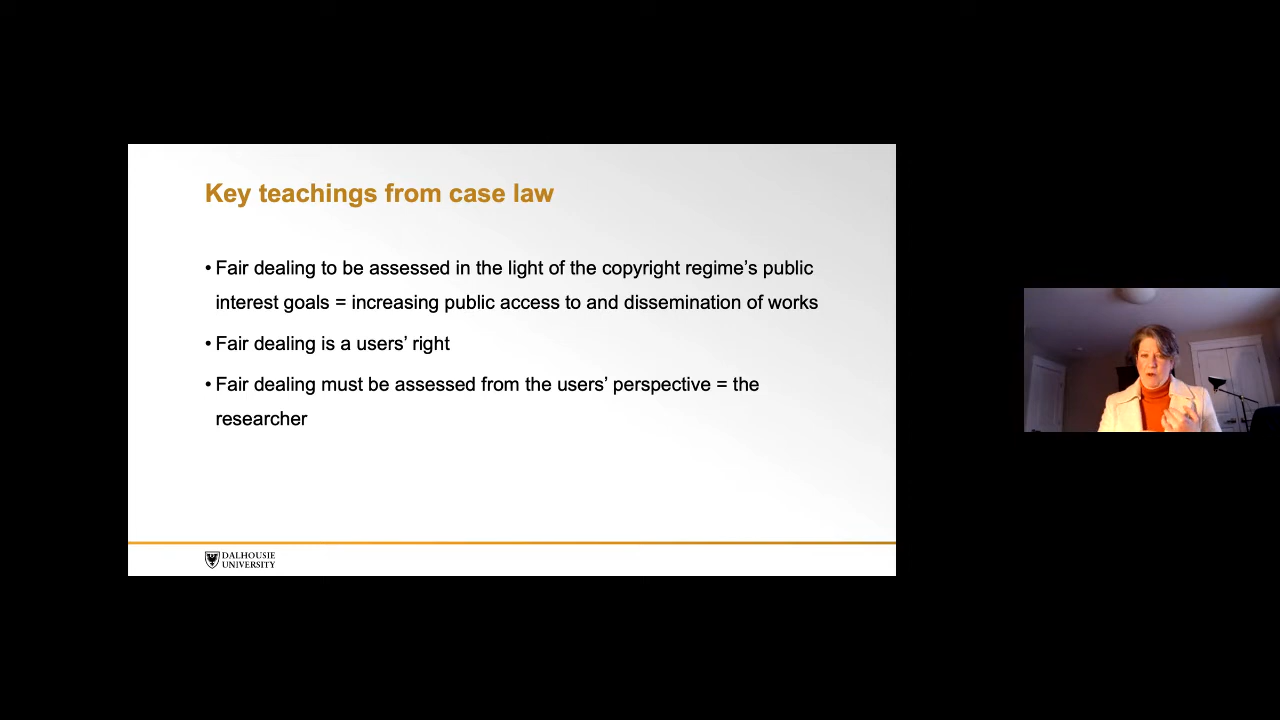 Key teachings from case law
• Fair dealing to be assessed in the light of the copyright regime’s public
interest goals = increasing public access to and dissemination of works
• Fair dealing is a users’ right
• Fair dealing must be assessed from the users’ perspective = the
researcher
DALHOUSIE
UNIVERSITY